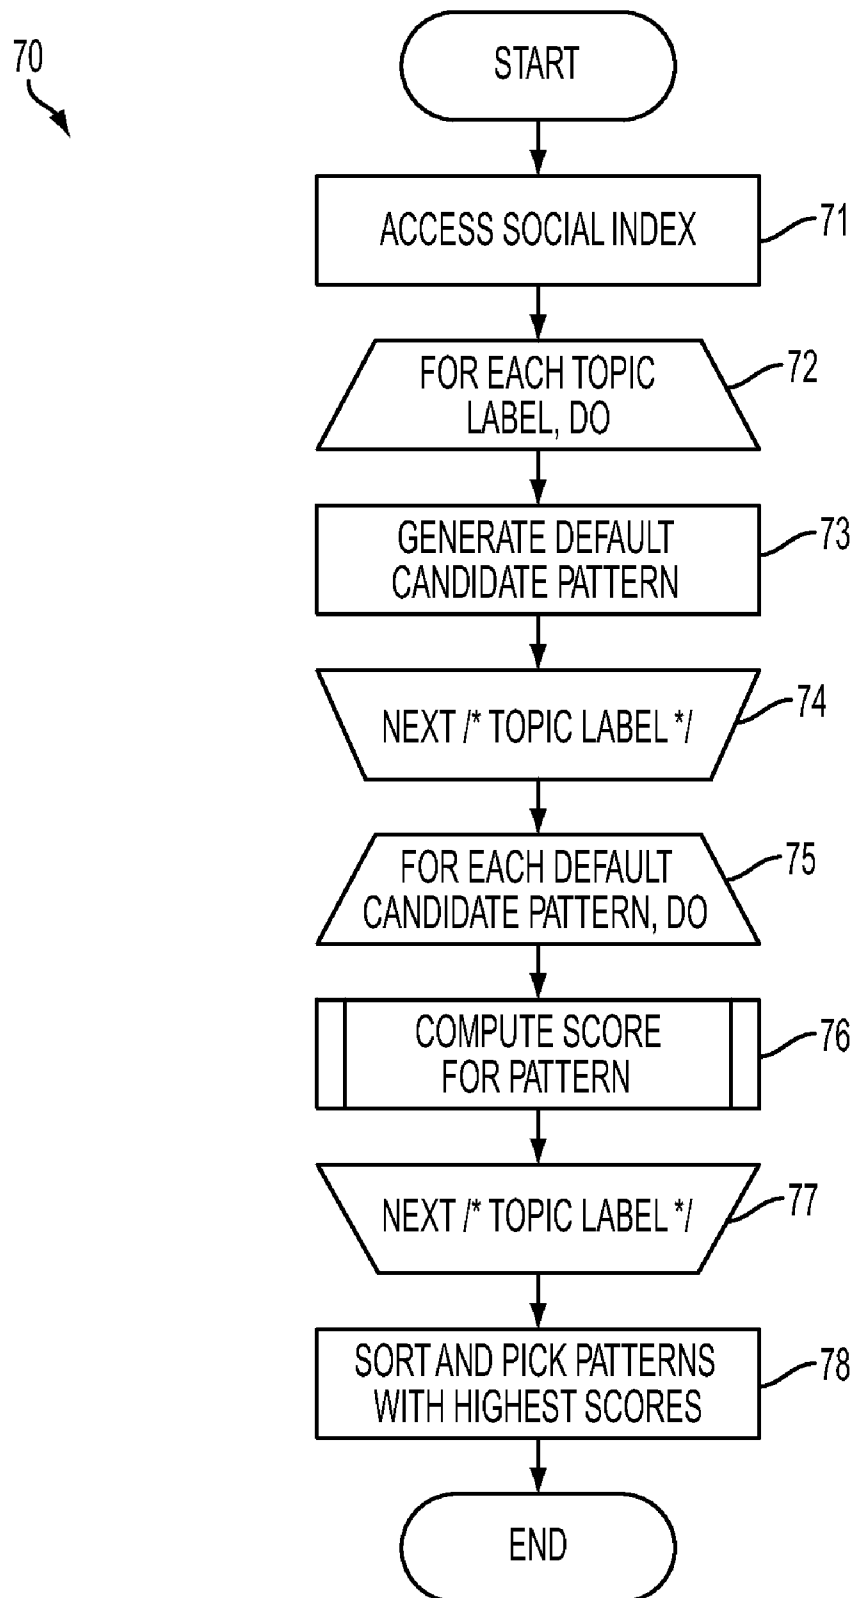 70
START
ACCESS SOCIAL INDEX
71
FOR EACH TOPIC
LABEL, DO
72
GENERATE DEFAULT
CANDIDATE PATTERN
73
NEXT /* TOPIC LABEL */
74
FOR EACH DEFAULT
CANDIDATE PATTERN, DO
75
COMPUTE SCORE
FOR PATTERN
76
NEXT /* TOPIC LABEL */
77
SORT AND PICK PATTERNS
WITH HIGHEST SCORES
78
END